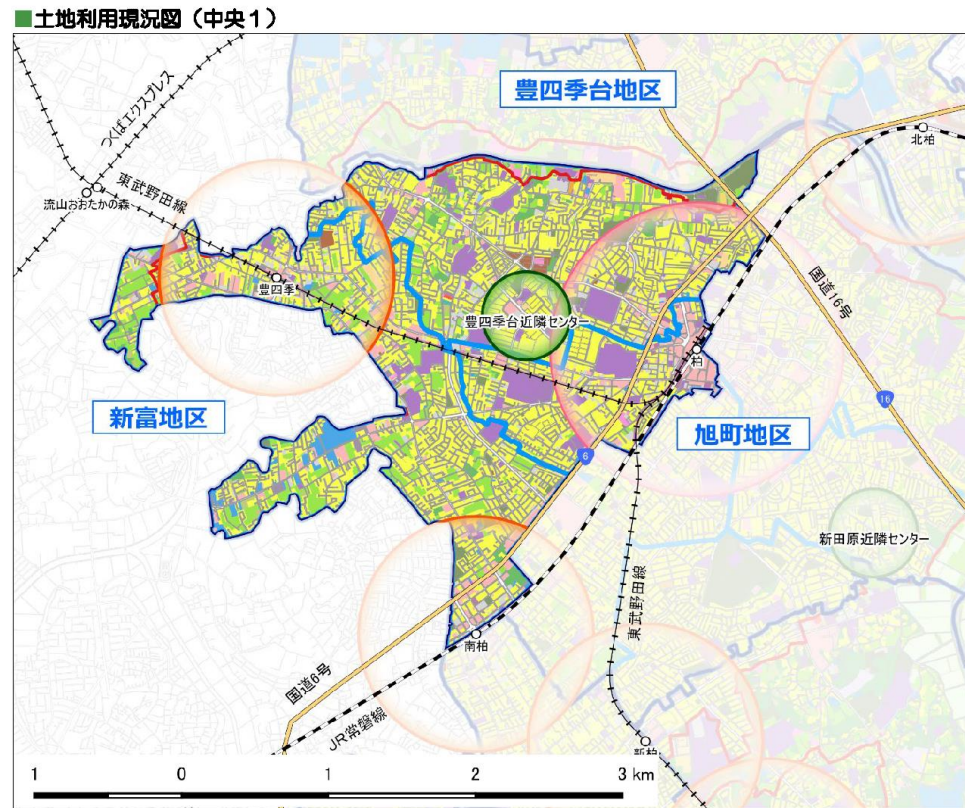 ■土地利用現況図（中央１）
豊四季台地区
北柏
つくばエクスプレス
東武野田線
流山おおたかの森
豊四季
国道16号
豊四季台近隣センター
柏
16
新富地区
旭町地区
6
新田原近隣センター
東武野田線
南柏
国道6号
JR常磐線
新柏
1 0 1 2 3 km